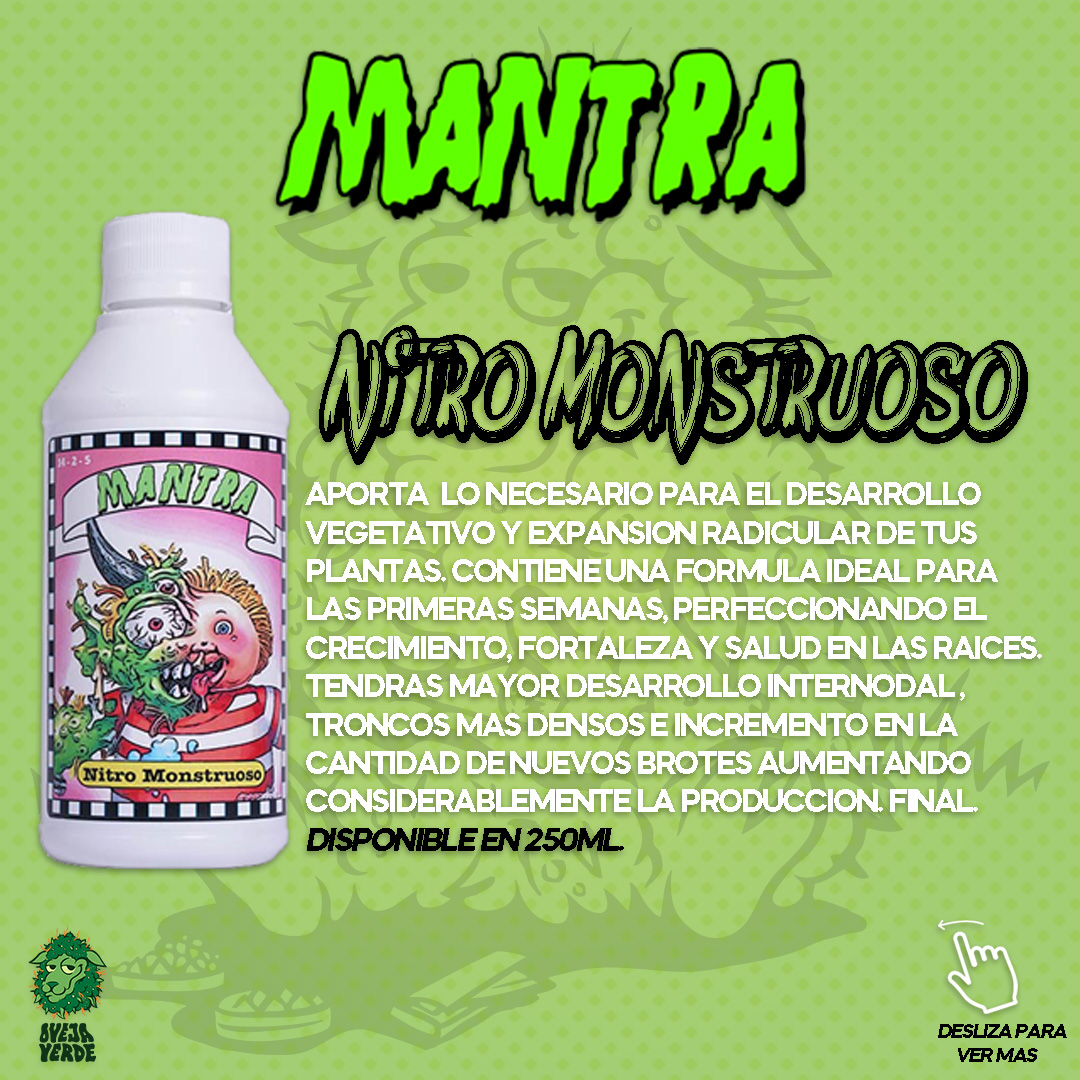 MANTRA
NITRO MONSTRUOSO
MANTRA
Nitro Monstruoso
APORTA LO NECESARIO PARA EL DESARROLLO
VEGETATIVO Y EXPANSION RADICULAR DE TUS
PLANTAS. CONTIENE UNA FORMULA IDEAL PARA
LAS PRIMERAS SEMANAS, PERFECCIONANDO EL
CRECIMIENTO, FORTALEZA Y SALUD EN LAS RAICES.
TENDRAS MAYOR DESARROLLO INTERNODAL ,
TRONCOS MAS DENSOS E INCREMENTO EN LA
CANTIDAD DE NUEVOS BROTES AUMENTANDO
CONSIDERABLEMENTE LA PRODUCCION. FINAL.
DISPONIBLE EN 250ML.
OVEJA
VERDE
DESLIZA PARA
VER MAS